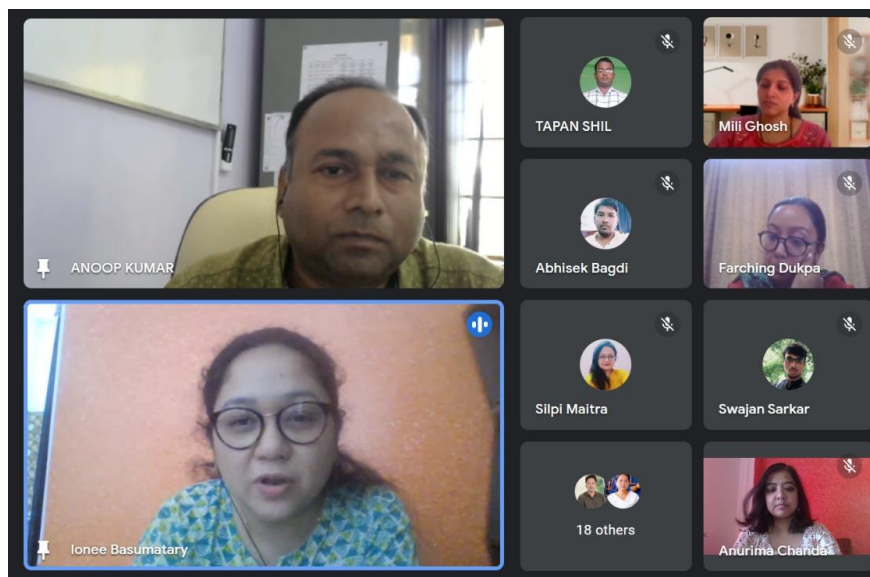 TAPAN SHIL
Mili Ghosh
ANOOP KUMAR
Abhisek Bagdi
Farching Dukpa
Silpi Maitra
Swajan Sarkar
18 others
Ionee Basumatary
Anurima Chanda